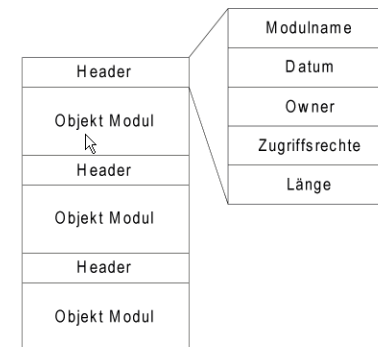 Header
Objekt Modul
Header
Objekt Modul
Header
Objekt Modul
Modulname
Datum
Owner
Zugriffsrechte
Länge